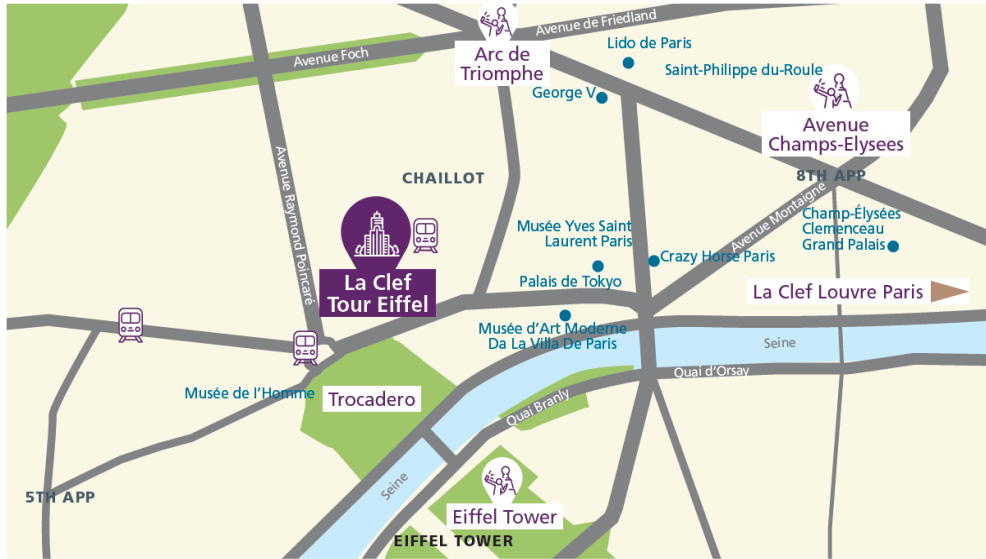 Avenue de Friedland
Avenue Foch
Arc de
Triomphe
Lido de Paris
Saint-Philippe du-Roule
George V
Avenue
Champs-Elysees
Avenue Raymond Poincaré
CHAILLOT
8TH APP
Avenue Montaigne
Champ-Élysées
Clemenceau
Grand Palais
Musée Yves Saint
Laurent Paris
Crazy Horse Paris
La Clef
Tour Eiffel
Palais de Tokyo
La Clef Louvre Paris
Musée d’Art Moderne
Da La Villa De Paris
Seine
Quai d’Orsay
Musée de l’Homme
Trocadero
Quai Branly
Seine
5TH APP
Eiffel Tower
EIFFEL TOWER